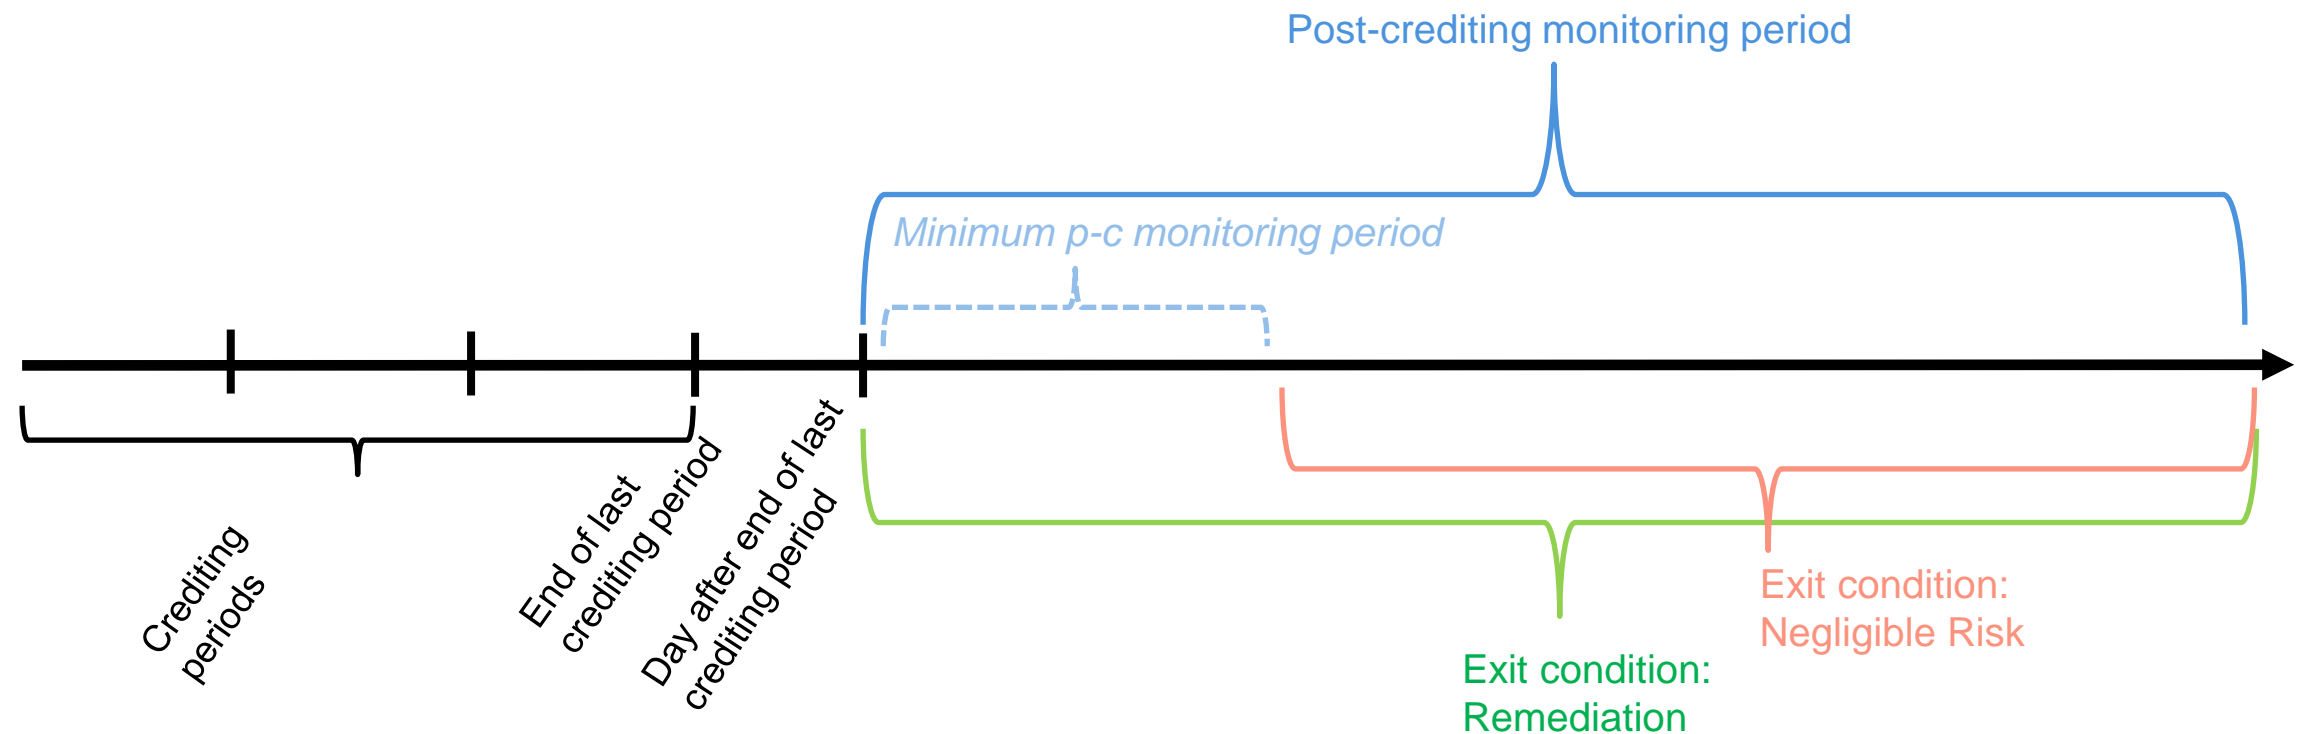 Post-crediting monitoring period
Minimum p-c monitoring period
Crediting
periods
End of last
crediting period
Day after end of last
crediting period
Exit condition:
Negligible Risk
Exit condition:
Remediation